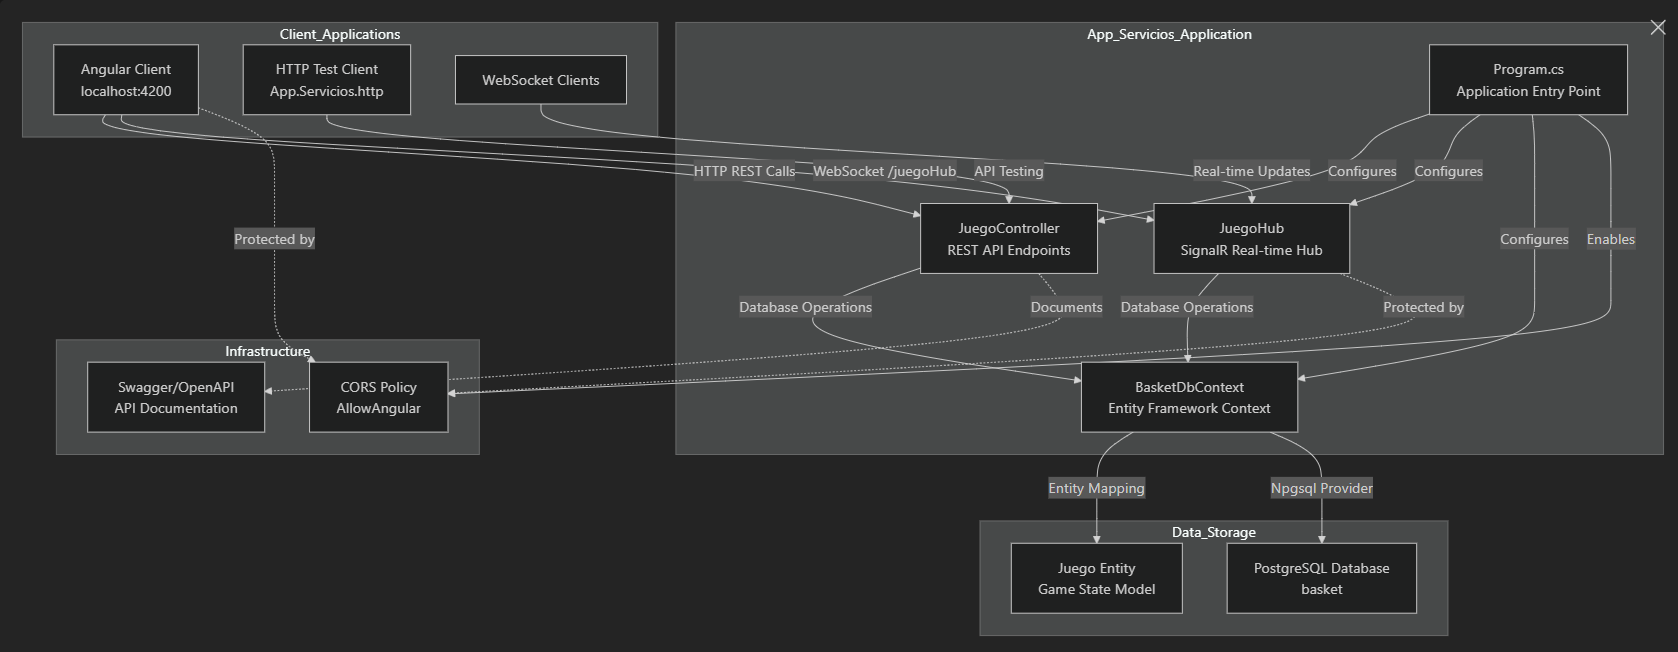 Client_Applications
Angular Client
localhost:4200
HTTP Test Client
App.Servicios.http
WebSocket Clients
App_Servicios_Application
Program.cs
Application Entry Point
HTTP REST Calls
WebSocket /juegoHub
API Testing
Real-time Updates
Configures
Configures
JuegoController
REST API Endpoints
JuegoHub
SignalR Real-time Hub
Protected by
Configures
Enables
Database Operations
Documents
Database Operations
Protected by
Infrastructure
Swagger/OpenAPI
API Documentation
CORS Policy
AllowAngular
BasketDbContext
Entity Framework Context
Entity Mapping
Npgsql Provider
Data_Storage
Juego Entity
Game State Model
PostgreSQL Database
basket